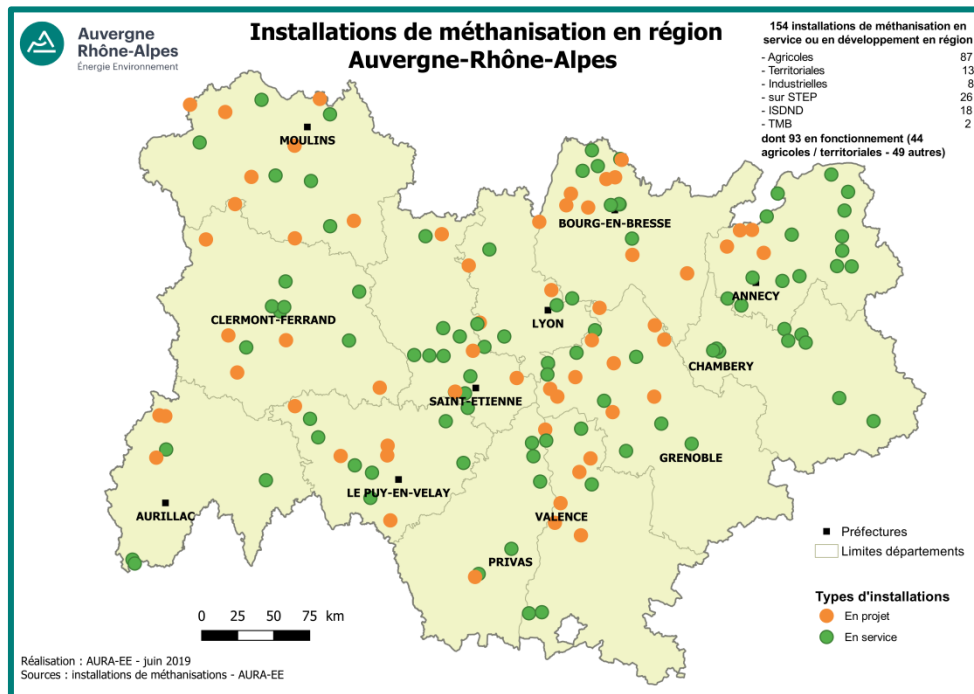 Auvergne
Rhône-Alpes
Énergie Environnement
Installations de méthanisation en région
Auvergne-Rhône-Alpes
154 installations de méthanisation en
service ou en développement en région
- Agricoles 87
- Territoriales 13
- Industrielles 8
- sur STEP 26
- ISDND 18
- TMB 2
dont 93 en fonctionnement (44
agricoles / territoriales - 49 autres)
MOULINS
BOURG-EN-BRESSE
ANNECY
CLERMONT-FERRAND
LYON
CHAMBERY
SAINT-ETIENNE
GRENOBLE
LE PUY-EN-VELAY
AURILLAC
VALENCE
PRIVAS
Préfectures
Limites départements
Types d'installations
En projet
En service
0 25 50 75 km
Réalisation : AURA-EE - juin 2019
Sources : installations de méthanisations - AURA-EE